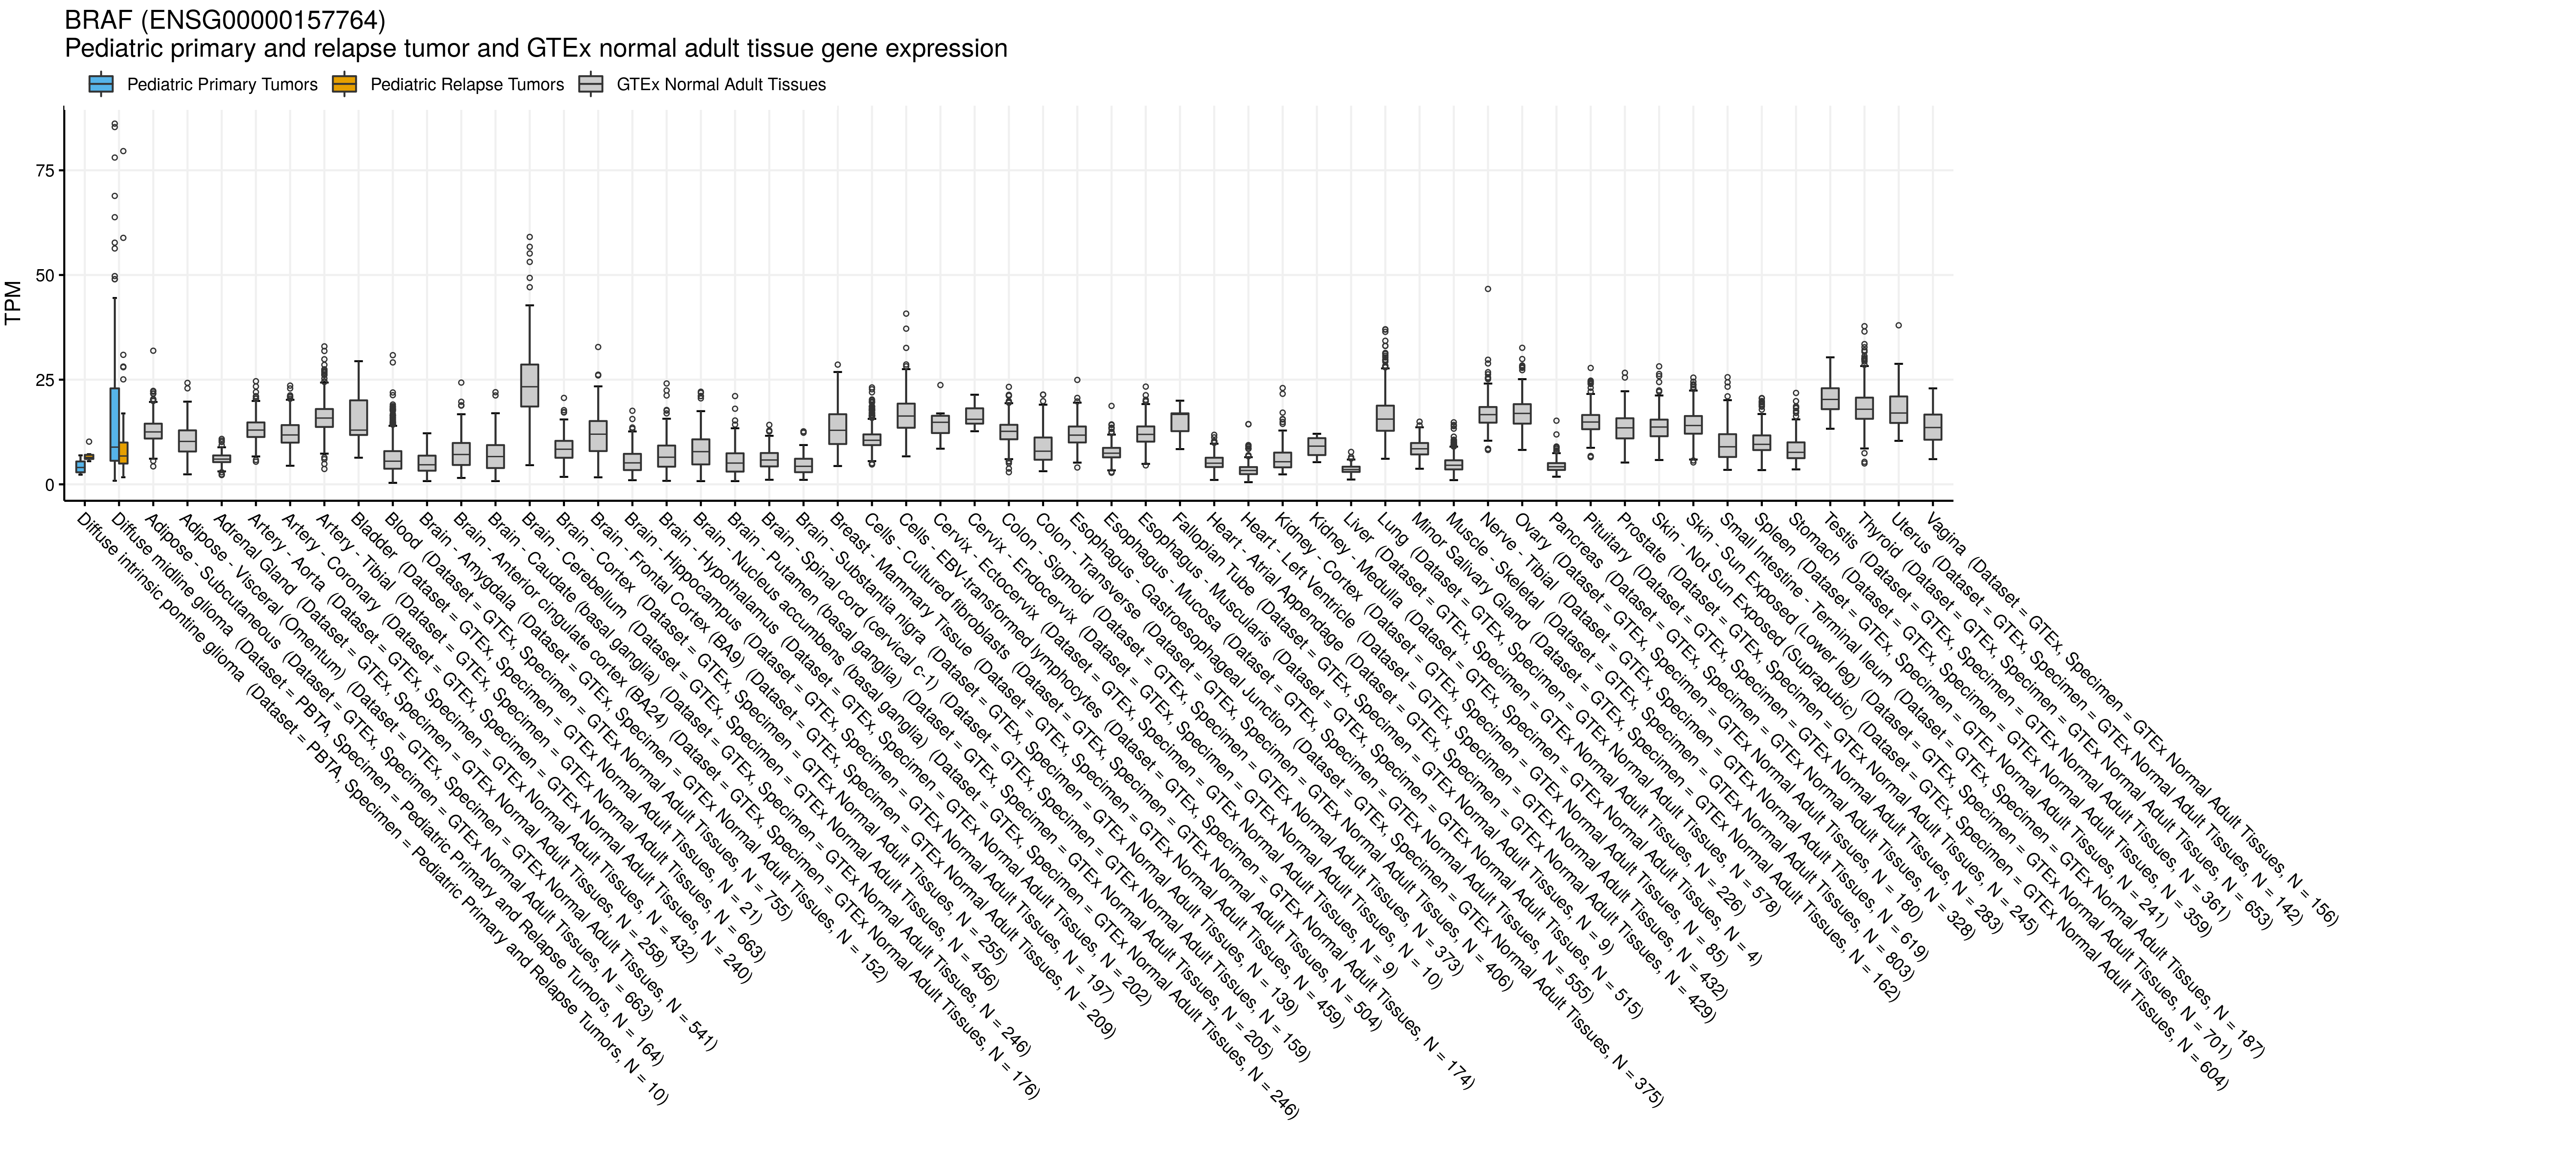 BRAF (ENSG00000157764)
Pediatric primary and relapse tumor and GTEx normal adult tissue gene expression
Pediatric Primary Tumors
Pediatric Relapse Tumors
GTEx Normal Adult Tissues
TPM
75
50
25
0
Diffuse intrinsic pontine glioma (Dataset = PBTA, Specimen = Pediatric Primary and Relapse Tumors, N = 10)
Diffuse midline glioma (Dataset = PBTA, Specimen = Pediatric Primary and Relapse Tumors, N = 164)
Adipose - Subcutaneous (Dataset = GTEx, Specimen = GTEx Normal Adult Tissues, N = 663)
Adipose - Visceral (Omentum) (Dataset = GTEx, Specimen = GTEx Normal Adult Tissues, N = 541)
Adrenal Gland (Dataset = GTEx, Specimen = GTEx Normal Adult Tissues, N = 258)
Artery - Aorta (Dataset = GTEx, Specimen = GTEx Normal Adult Tissues, N = 432)
Artery - Coronary (Dataset = GTEx, Specimen = GTEx Normal Adult Tissues, N = 240)
Artery - Tibial (Dataset = GTEx, Specimen = GTEx Normal Adult Tissues, N = 663)
Bladder (Dataset = GTEx, Specimen = GTEx Normal Adult Tissues, N = 21)
Blood (Dataset = GTEx, Specimen = GTEx Normal Adult Tissues, N = 755)
Brain - Amygdala (Dataset = GTEx, Specimen = GTEx Normal Adult Tissues, N = 152)
Brain - Anterior cingulate cortex (BA24) (Dataset = GTEx, Specimen = GTEx Normal Adult Tissues, N = 176)
Brain - Caudate (basal ganglia) (Dataset = GTEx, Specimen = GTEx Normal Adult Tissues, N = 246)
Brain - Cerebellum (Dataset = GTEx, Specimen = GTEx Normal Adult Tissues, N = 456)
Brain - Cortex (Dataset = GTEx, Specimen = GTEx Normal Adult Tissues, N = 255)
Brain - Frontal Cortex (BA9) (Dataset = GTEx, Specimen = GTEx Normal Adult Tissues, N = 209)
Brain - Hippocampus (Dataset = GTEx, Specimen = GTEx Normal Adult Tissues, N = 197)
Brain - Hypothalamus (Dataset = GTEx, Specimen = GTEx Normal Adult Tissues, N = 202)
Brain - Nucleus accumbens (basal ganglia) (Dataset = GTEx, Specimen = GTEx Normal Adult Tissues, N = 246)
Brain - Putamen (basal ganglia) (Dataset = GTEx, Specimen = GTEx Normal Adult Tissues, N = 205)
Brain - Spinal cord (cervical c-1) (Dataset = GTEx, Specimen = GTEx Normal Adult Tissues, N = 159)
Brain - Substantia nigra (Dataset = GTEx, Specimen = GTEx Normal Adult Tissues, N = 139)
Breast - Mammary Tissue (Dataset = GTEx, Specimen = GTEx Normal Adult Tissues, N = 459)
Cells - Cultured fibroblasts (Dataset = GTEx, Specimen = GTEx Normal Adult Tissues, N = 504)
Cells - EBV-transformed lymphocytes (Dataset = GTEx, Specimen = GTEx Normal Adult Tissues, N = 174)
Cervix - Ectocervix (Dataset = GTEx, Specimen = GTEx Normal Adult Tissues, N = 9)
Cervix - Endocervix (Dataset = GTEx, Specimen = GTEx Normal Adult Tissues, N = 10)
Colon - Sigmoid (Dataset = GTEx, Specimen = GTEx Normal Adult Tissues, N = 373)
Colon - Transverse (Dataset = GTEx, Specimen = GTEx Normal Adult Tissues, N = 406)
Esophagus - Gastroesophageal Junction (Dataset = GTEx, Specimen = GTEx Normal Adult Tissues, N = 375)
Esophagus - Mucosa (Dataset = GTEx, Specimen = GTEx Normal Adult Tissues, N = 555)
Esophagus - Muscularis (Dataset = GTEx, Specimen = GTEx Normal Adult Tissues, N = 515)
Fallopian Tube (Dataset = GTEx, Specimen = GTEx Normal Adult Tissues, N = 9)
Heart - Atrial Appendage (Dataset = GTEx, Specimen = GTEx Normal Adult Tissues, N = 429)
Heart - Left Ventricle (Dataset = GTEx, Specimen = GTEx Normal Adult Tissues, N = 432)
Kidney - Cortex (Dataset = GTEx, Specimen = GTEx Normal Adult Tissues, N = 85)
Kidney - Medulla (Dataset = GTEx, Specimen = GTEx Normal Adult Tissues, N = 4)
Liver (Dataset = GTEx, Specimen = GTEx Normal Adult Tissues, N = 226)
Lung (Dataset = GTEx, Specimen = GTEx Normal Adult Tissues, N = 578)
Minor Salivary Gland (Dataset = GTEx, Specimen = GTEx Normal Adult Tissues, N = 162)
Muscle - Skeletal (Dataset = GTEx, Specimen = GTEx Normal Adult Tissues, N = 803)
Nerve - Tibial (Dataset = GTEx, Specimen = GTEx Normal Adult Tissues, N = 619)
Ovary (Dataset = GTEx, Specimen = GTEx Normal Adult Tissues, N = 180)
Pancreas (Dataset = GTEx, Specimen = GTEx Normal Adult Tissues, N = 328)
Pituitary (Dataset = GTEx, Specimen = GTEx Normal Adult Tissues, N = 283)
Prostate (Dataset = GTEx, Specimen = GTEx Normal Adult Tissues, N = 245)
Skin - Not Sun Exposed (Suprapubic) (Dataset = GTEx, Specimen = GTEx Normal Adult Tissues, N = 604)
Skin - Sun Exposed (Lower leg) (Dataset = GTEx, Specimen = GTEx Normal Adult Tissues, N = 701)
Small Intestine - Terminal Ileum (Dataset = GTEx, Specimen = GTEx Normal Adult Tissues, N = 187)
Spleen (Dataset = GTEx, Specimen = GTEx Normal Adult Tissues, N = 241)
Stomach (Dataset = GTEx, Specimen = GTEx Normal Adult Tissues, N = 359)
Testis (Dataset = GTEx, Specimen = GTEx Normal Adult Tissues, N = 361)
Thyroid (Dataset = GTEx, Specimen = GTEx Normal Adult Tissues, N = 653)
Uterus (Dataset = GTEx, Specimen = GTEx Normal Adult Tissues, N = 142)
Vagina (Dataset = GTEx, Specimen = GTEx Normal Adult Tissues, N = 156)